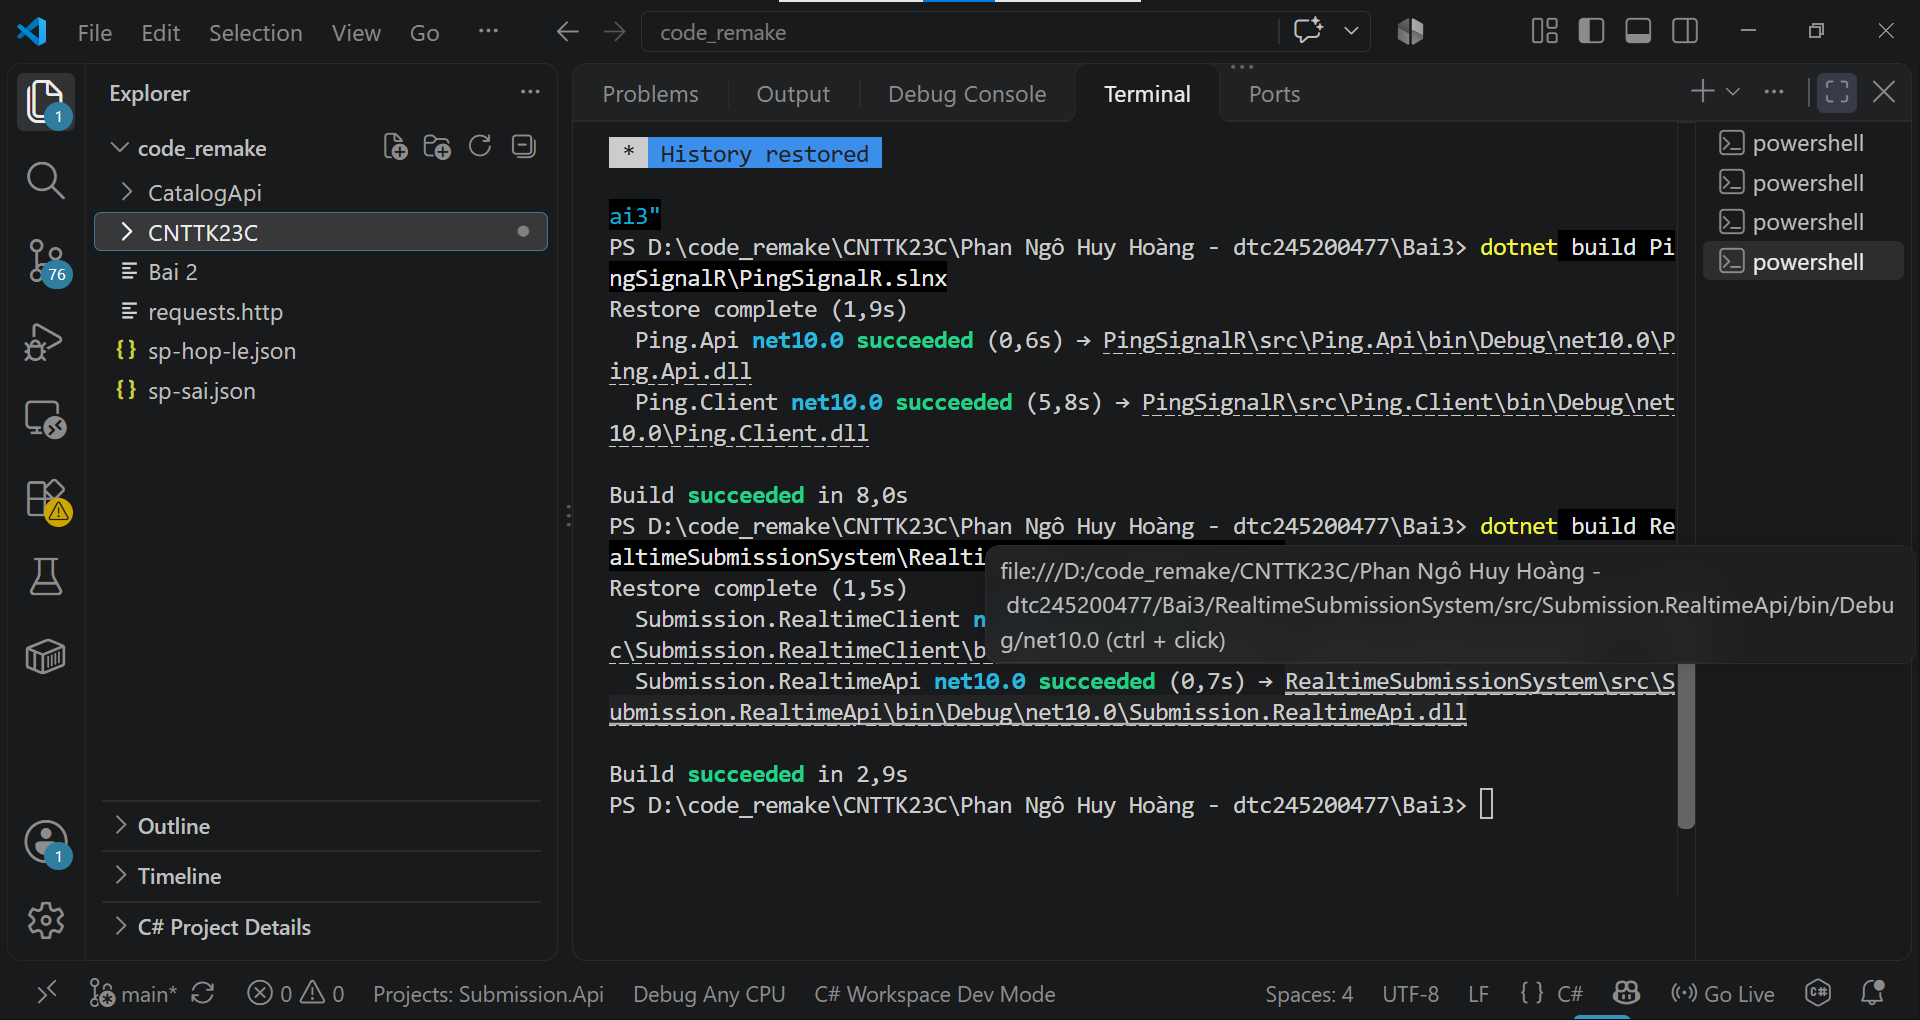 File Edit Selection View Go ··· code_remake
Explorer
code_remake
CatalogApi
CNTTK23C
Bai 2
requests.http
sp-hop-le.json
sp-sai.json
Outline
Timeline
C# Project Details
1
76
1
Problems Output Debug Console Terminal Ports
* History restored
ai3"
PS D:\code_remake\CNTTK23C\Phan Ngô Huy Hoàng - dtc245200477\Bai3> dotnet build Pi
ngSignalR\PingSignalR.slnx
Restore complete (1,9s)
Ping.Api net10.0 succeeded (0,6s) → PingSignalR\src\Ping.Api\bin\Debug\net10.0\P
ing.Api.dll
Ping.Client net10.0 succeeded (5,8s) → PingSignalR\src\Ping.Client\bin\Debug\net
10.0\Ping.Client.dll
Build succeeded in 8,0s
PS D:\code_remake\CNTTK23C\Phan Ngô Huy Hoàng - dtc245200477\Bai3> dotnet build Re
altimeSubmissionSystem\Realti
Restore complete (1,5s)
Submission.RealtimeClient n
c\Submission.RealtimeClient\b
Submission.RealtimeApi net10.0 succeeded (0,7s) → RealtimeSubmissionSystem\src\S
ubmission.RealtimeApi\bin\Debug\net10.0\Submission.RealtimeApi.dll
Build succeeded in 2,9s
PS D:\code_remake\CNTTK23C\Phan Ngô Huy Hoàng - dtc245200477\Bai3>
file:///D:/code_remake/CNTTK23C/Phan Ngô Huy Hoàng -
dtc245200477/Bai3/RealtimeSubmissionSystem/src/Submission.RealtimeApi/bin/Debu
g/net10.0 (ctrl + click)
powershell
powershell
powershell
powershell
main* 0 0 Projects: Submission.Api Debug Any CPU C# Workspace Dev Mode Spaces: 4 UTF-8 LF { } C# Go Live